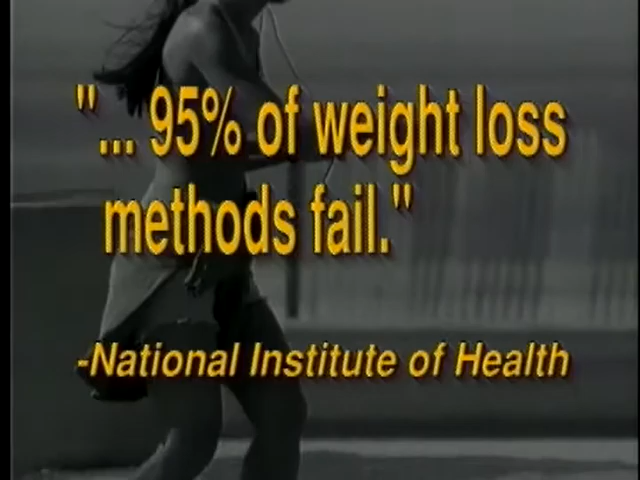 "... 95% of weight loss
methods fail."
-National Institute of Health